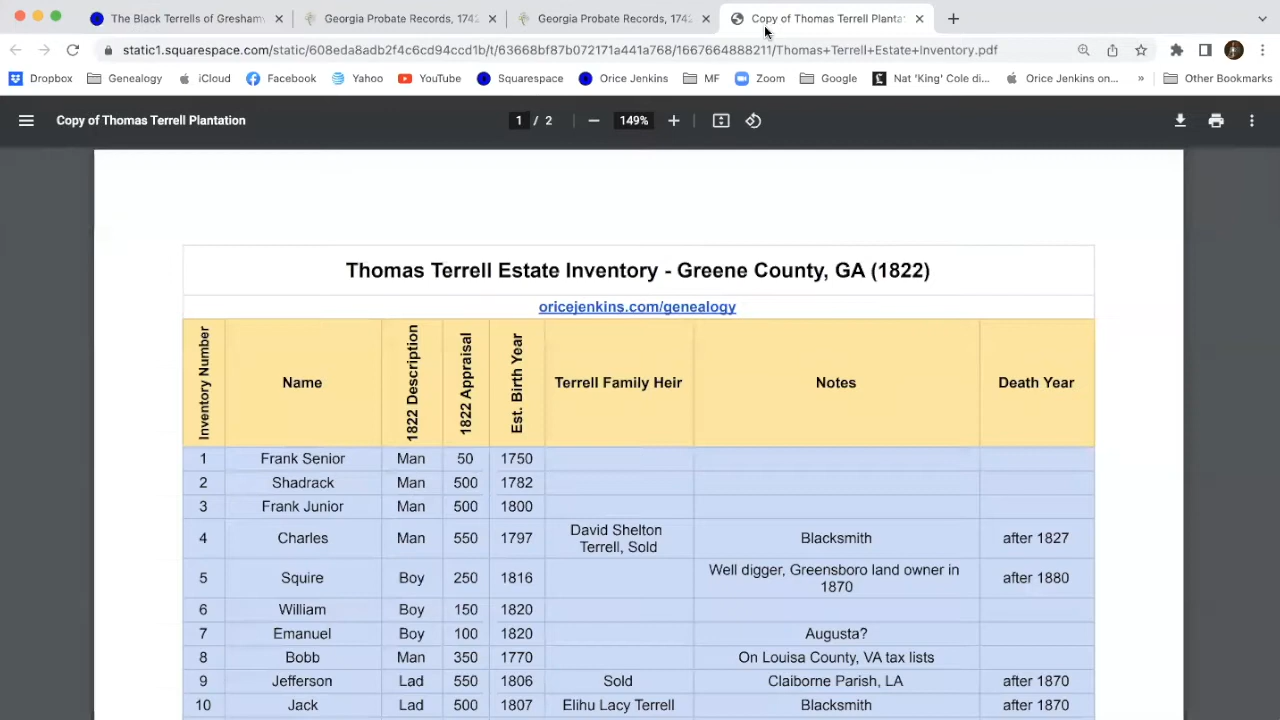 The Black Terrells of Gresham
Georgia Probate Records, 1742
Georgia Probate Records, 1742
Copy of Thomas Terrell Planta
static1.squarespace.com/static/608eda8adb2f4c6cd94ccd1b/t/63668bf87b072171a441a768/1667664888211/Thomas+Terrell+Estate+Inventory.pdf
Dropbox Genealogy iCloud Facebook Yahoo YouTube Squarespace Orice Jenkins MF Zoom Google Nat 'King' Cole di... Orice Jenkins on... » Other Bookmarks
Copy of Thomas Terrell Plantation 1 / 2 149%
Thomas Terrell Estate Inventory - Greene County, GA (1822)
oricejenkins.com/genealogy
Inventory Number Name 1822 Description 1822 Appraisal Est. Birth Year Terrell Family Heir Notes Death Year
1 Frank Senior Man 50 1750
2 Shadrack Man 500 1782
3 Frank Junior Man 500 1800
4 Charles Man 550 1797 David Shelton Terrell, Sold Blacksmith after 1827
5 Squire Boy 250 1816 Well digger, Greensboro land owner in 1870 after 1880
6 William Boy 150 1820
7 Emanuel Boy 100 1820 Augusta?
8 Bobb Man 350 1770 On Louisa County, VA tax lists
9 Jefferson Lad 550 1806 Sold Claiborne Parish, LA after 1870
10 Jack Lad 500 1807 Elihu Lacy Terrell Blacksmith after 1870